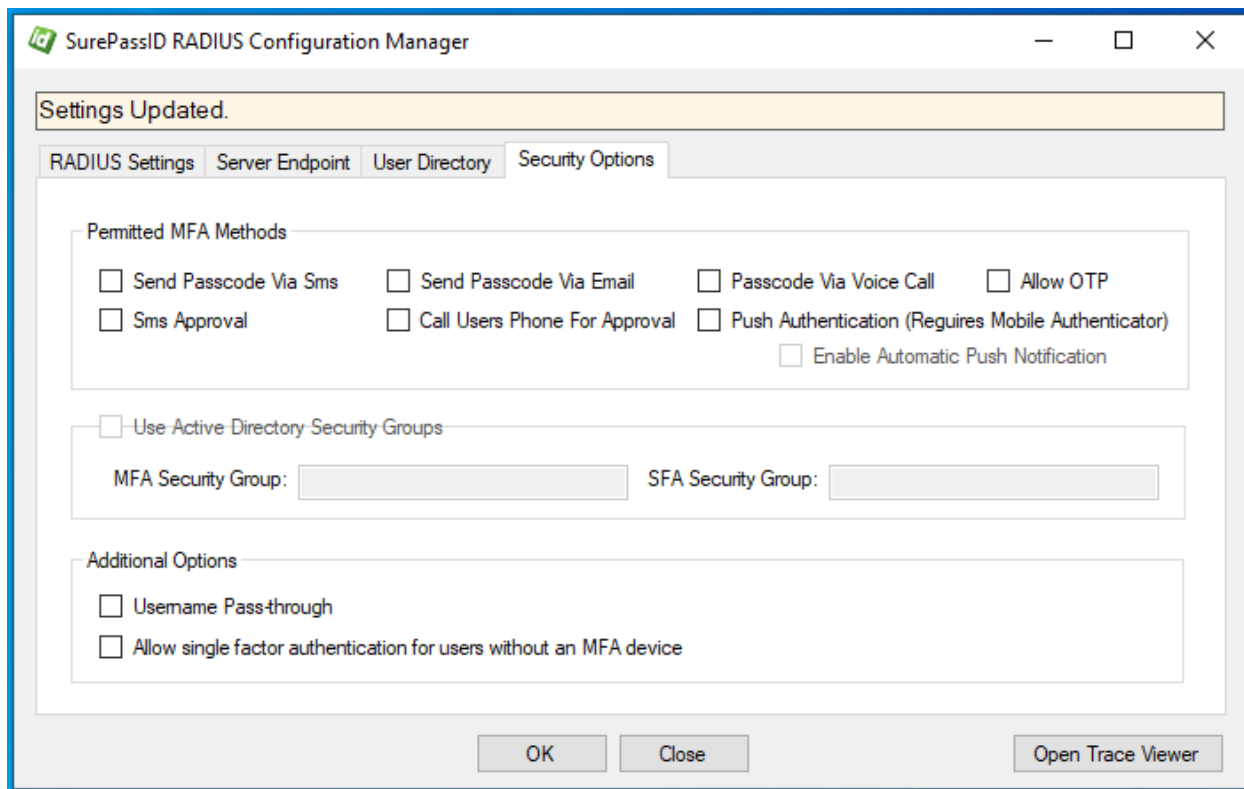 SurePassID RADIUS Configuration Manager
Settings Updated.
RADIUS Settings Server Endpoint User Directory Security Options
Permitted MFA Methods
Send Passcode Via Sms Send Passcode Via Email Passcode Via Voice Call Allow OTP
Sms Approval Call Users Phone For Approval Push Authentication (Requires Mobile Authenticator)
Enable Automatic Push Notification
Use Active Directory Security Groups
MFA Security Group: SFA Security Group:
Additional Options
Username Pass-through
Allow single factor authentication for users without an MFA device
OK Close Open Trace Viewer